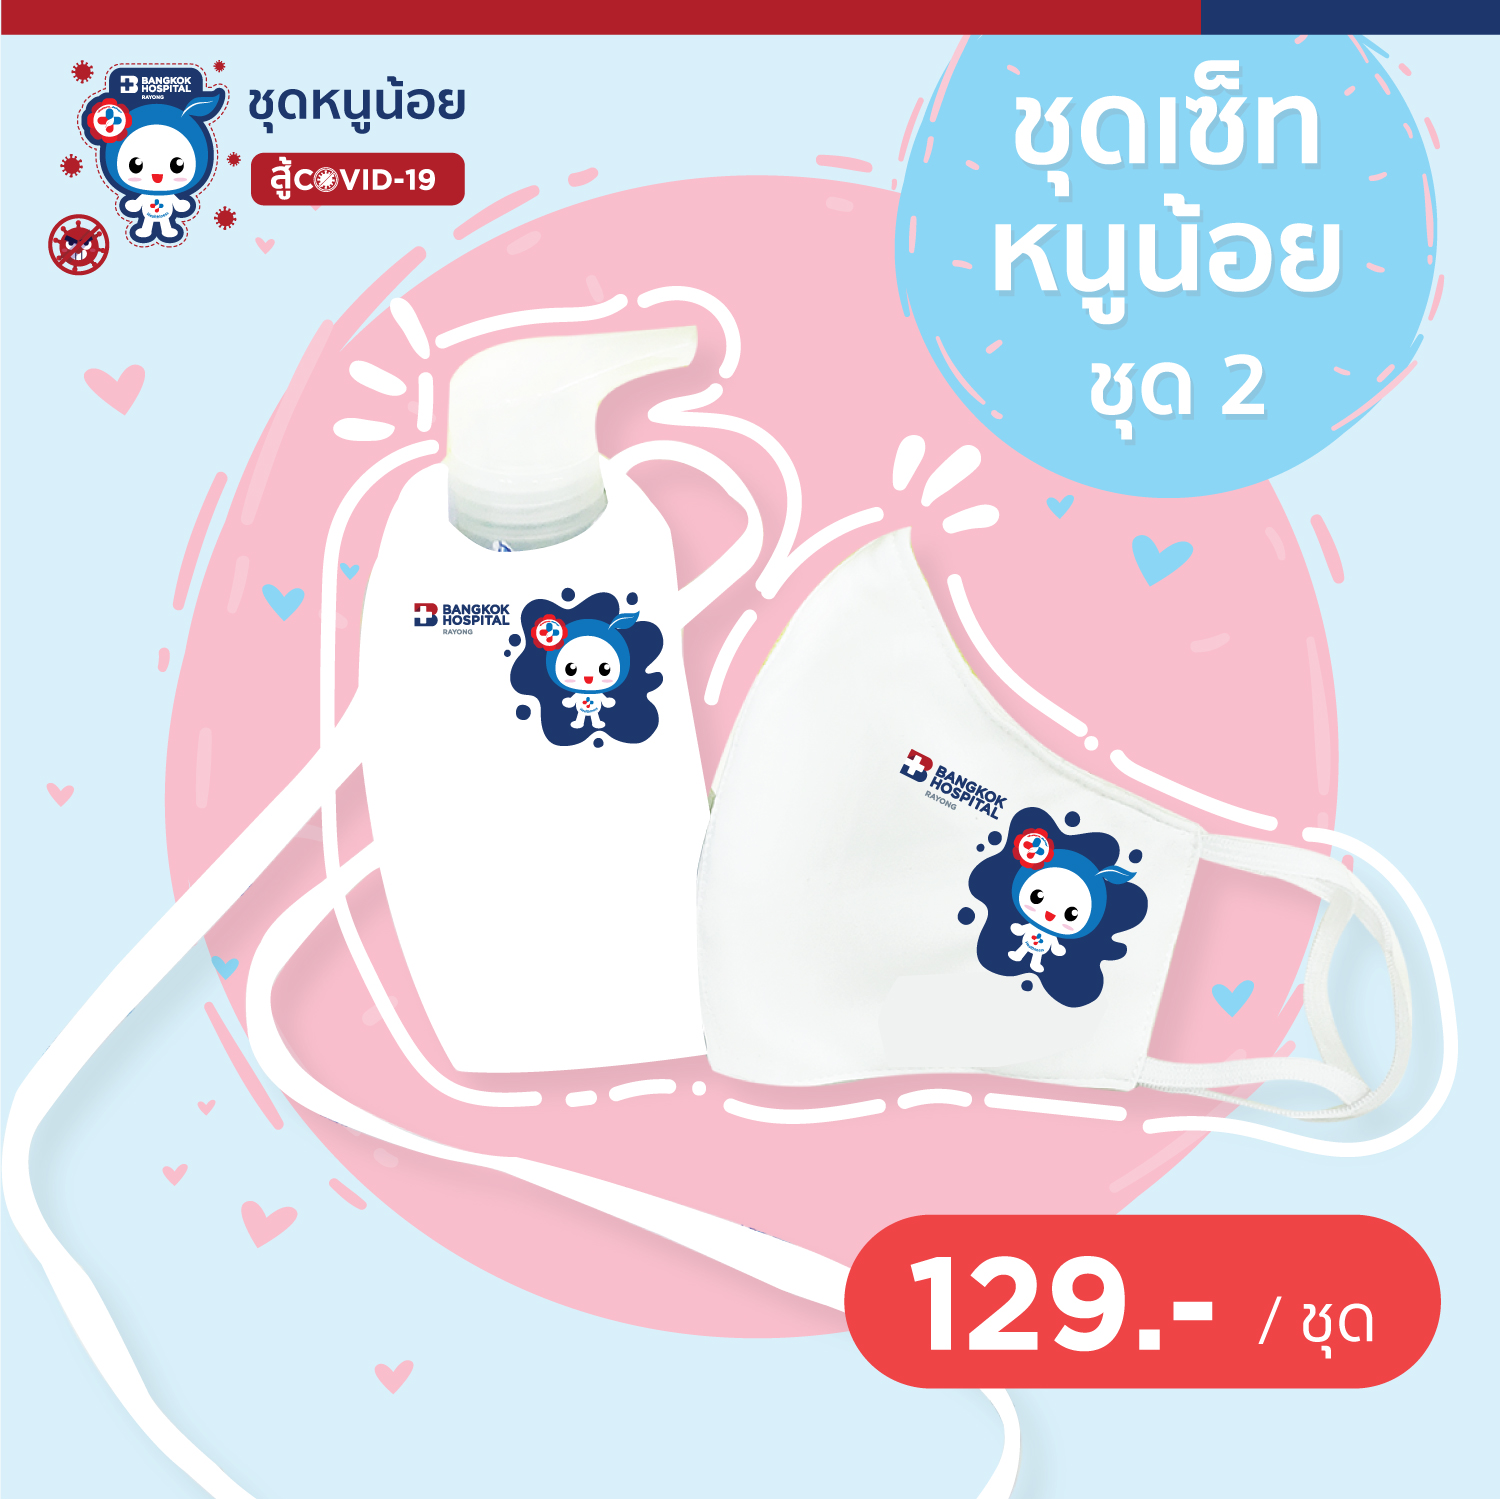 BANGKOK
HOSPITAL
RAYONG
ชุดหนูน้อย
สู้COVID-19
ชุดเซ็ท
หนูน้อย
ชุด 2
BANGKOK
HOSPITAL
RAYONG
BANGKOK
HOSPITAL
RAYONG
129.- / ชุด